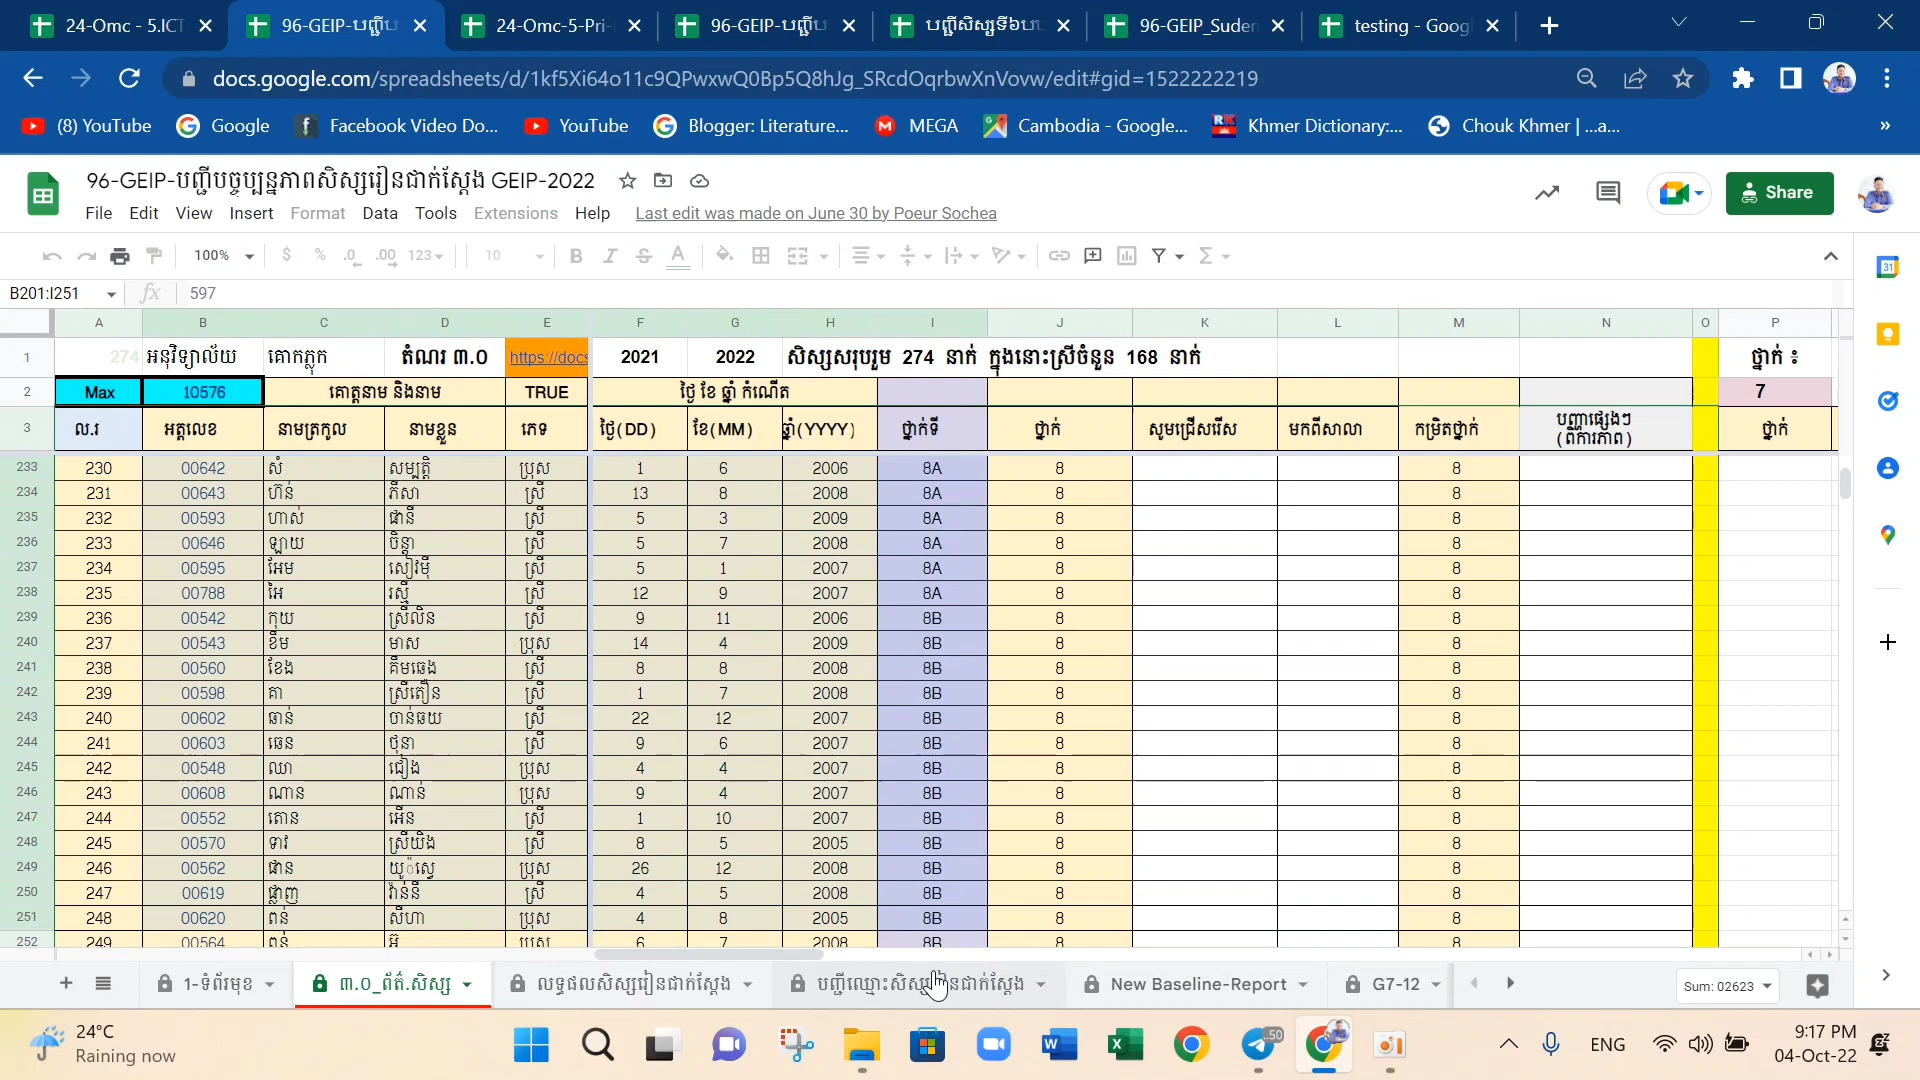 24-Omc - 5.ICT
96-GEIP-បញ្ជីប
24-Omc-5-Pri-
96-GEIP-បញ្ជីប
បញ្ជីសិស្សទី៦ប
96-GEIP_Suden
testing - Goog
docs.google.com/spreadsheets/d/1kf5Xi64o11c9QPwxwQ0Bp5Q8hJg_SRcdOqrbwXnVovw/edit#gid=1522222219
(8) YouTube Google Facebook Video Do... YouTube Blogger: Literature... MEGA Cambodia - Google... Khmer Dictionary:... Chouk Khmer | ...a... »
96-GEIP-បញ្ជីបច្ចុប្បន្នភាពសិស្សរៀនជាក់ស្តែង GEIP-2022
File Edit View Insert Format Data Tools Extensions Help Last edit was made on June 30 by Poeur Sochea
Share
100% $ % .0 .00 123 10 B I S A
B201:I251 fx 597
A B C D E F G H I J K L M N O P
1 274 អនុវិទ្យាល័យ គោកភ្លុក តំណរ ៣.០ https://docs 2021 2022 សិស្សសរុបរួម 274 នាក់ ក្នុងនោះស្រីចំនួន 168 នាក់ ថ្នាក់ ៖
2 Max 10576 គោត្តនាម និងនាម TRUE ថ្ងៃ ខែ ឆ្នាំ កំណើត 7
3 ល.រ អត្តលេខ នាមត្រកូល នាមខ្លួន ភេទ ថ្ងៃ(DD) ខែ(MM) ឆ្នាំ(YYYY) ថ្នាក់ទី ថ្នាក់ សូមជ្រើសរើស មកពីសាលា កម្រិតថ្នាក់ បញ្ហាផ្សេងៗ (ពិការភាព) ថ្នាក់
233 230 00642 សំ សម្បត្តិ ប្រុស 1 6 2006 8A 8 8
234 231 00643 ហ៊ន់ ភីសា ស្រី 13 8 2008 8A 8 8
235 232 00593 ហាស់ ផានី ស្រី 5 3 2009 8A 8 8
236 233 00646 ឡាយ ចិន្តា ស្រី 5 7 2008 8A 8 8
237 234 00595 អែម សៀវម៉ី ស្រី 5 1 2007 8A 8 8
238 235 00788 អៃ រស្មី ស្រី 12 9 2007 8A 8 8
239 236 00542 កុយ ស្រីលិន ស្រី 9 11 2006 8B 8 8
240 237 00543 ខឹម មាស ប្រុស 14 4 2009 8B 8 8
241 238 00560 ខែង គឹមឆេង ស្រី 8 8 2008 8B 8 8
242 239 00598 គា ស្រីតឿន ស្រី 1 7 2008 8B 8 8
243 240 00602 ឆាន់ ចាន់ឆយ ស្រី 22 12 2007 8B 8 8
244 241 00603 ឆេន ថុនា ស្រី 9 6 2007 8B 8 8
245 242 00548 ឈា ជឿង ប្រុស 4 4 2007 8B 8 8
246 243 00608 ណាន ណាន់ ប្រុស 9 4 2007 8B 8 8
247 244 00552 តោន អើន ស្រី 1 10 2007 8B 8 8
248 245 00570 ទាវ ស្រីយិង ស្រី 8 5 2005 8B 8 8
249 246 00562 ផាន ប្រុស 26 12 2008 8B 8 8
250 247 00619 ផ្លាញ វ៉ាន់នី ស្រី 4 5 2008 8B 8 8
251 248 00620 ពន់ សីហា ប្រុស 4 8 2005 8B 8 8
252 249 00564 ពន់ ប្រុស 6 7 2008 8B 8 8
1-ទំព័រមុខ ៣.០_ព័ត៌.សិស្ស លទ្ធផលសិស្សរៀនជាក់ស្តែង បញ្ជីឈ្មោះសិស្សរៀនជាក់ស្តែង New Baseline-Report G7-12 Sum: 02623
24°C
Raining now
50
ENG
9:17 PM
04-Oct-22